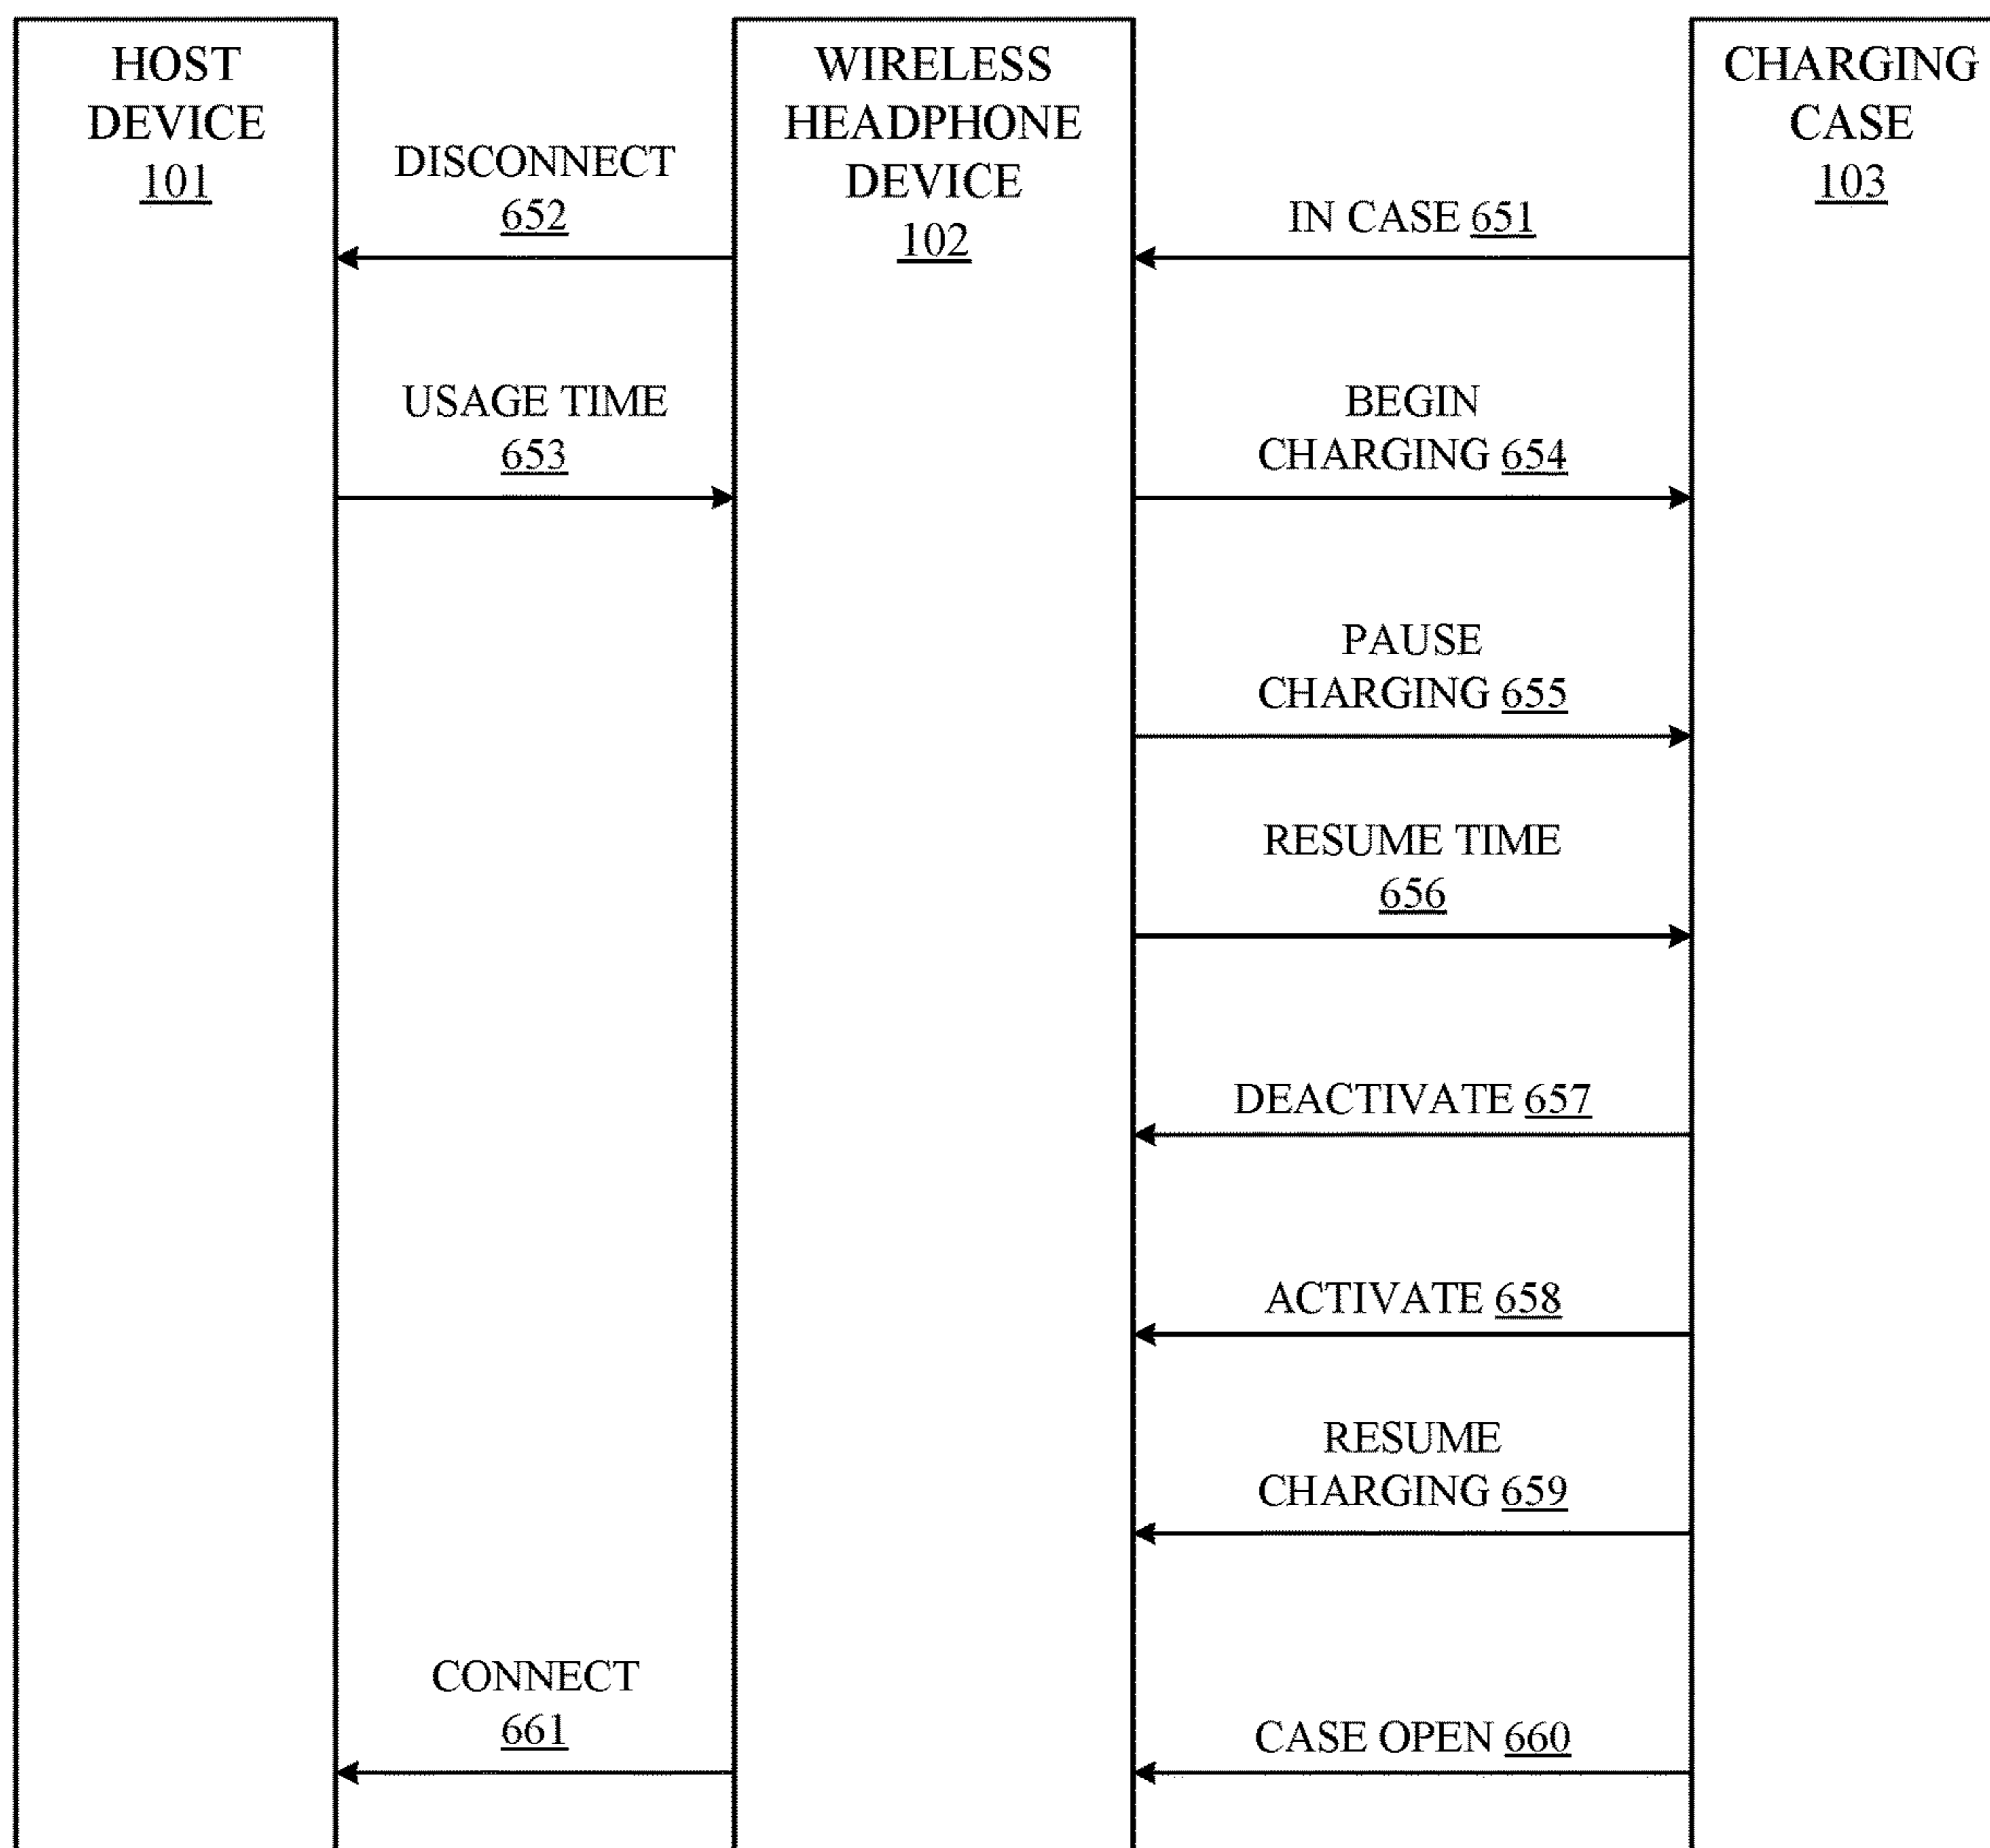 HOST
DEVICE
101
WIRELESS
HEADPHONE
DEVICE
102
CHARGING
CASE
103
DISCONNECT
652
IN CASE 651
USAGE TIME
653
BEGIN
CHARGING 654
PAUSE
CHARGING 655
RESUME TIME
656
DEACTIVATE 657
ACTIVATE 658
RESUME
CHARGING 659
CONNECT
661
CASE OPEN 660